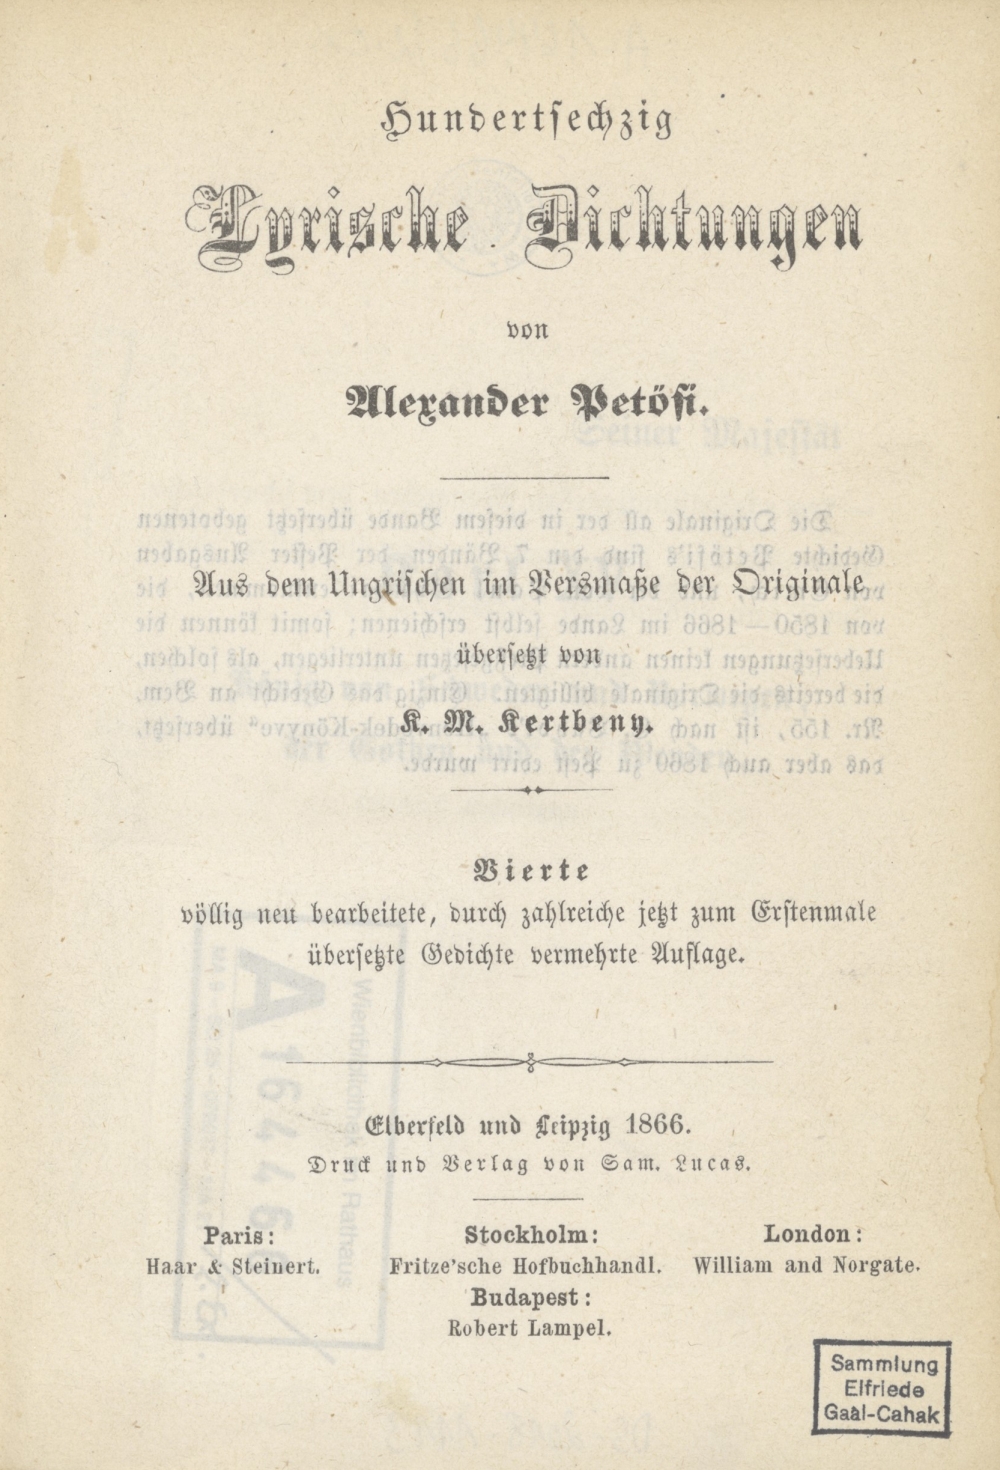 Hundertsechzig
Lyrische Dichtungen
von
Alexander Petöfi.
Aus dem Ungrischen im Versmaße der Originale
übersetzt von
K. M. Kertbeny.
Vierte
völlig neu bearbeitete, durch zahlreiche jetzt zum Erstenmale
übersetzte Gedichte vermehrte Auflage.
Elberfeld und Leipzig 1866.
Druck und Verlag von Sam. Lucas.
Paris: Stockholm: London:
Haar & Steinert. Fritze'sche Hofbuchhandl. William and Norgate.
Budapest:
Robert Lampel.
Sammlung
Elfriede
Gaàl-Cahak